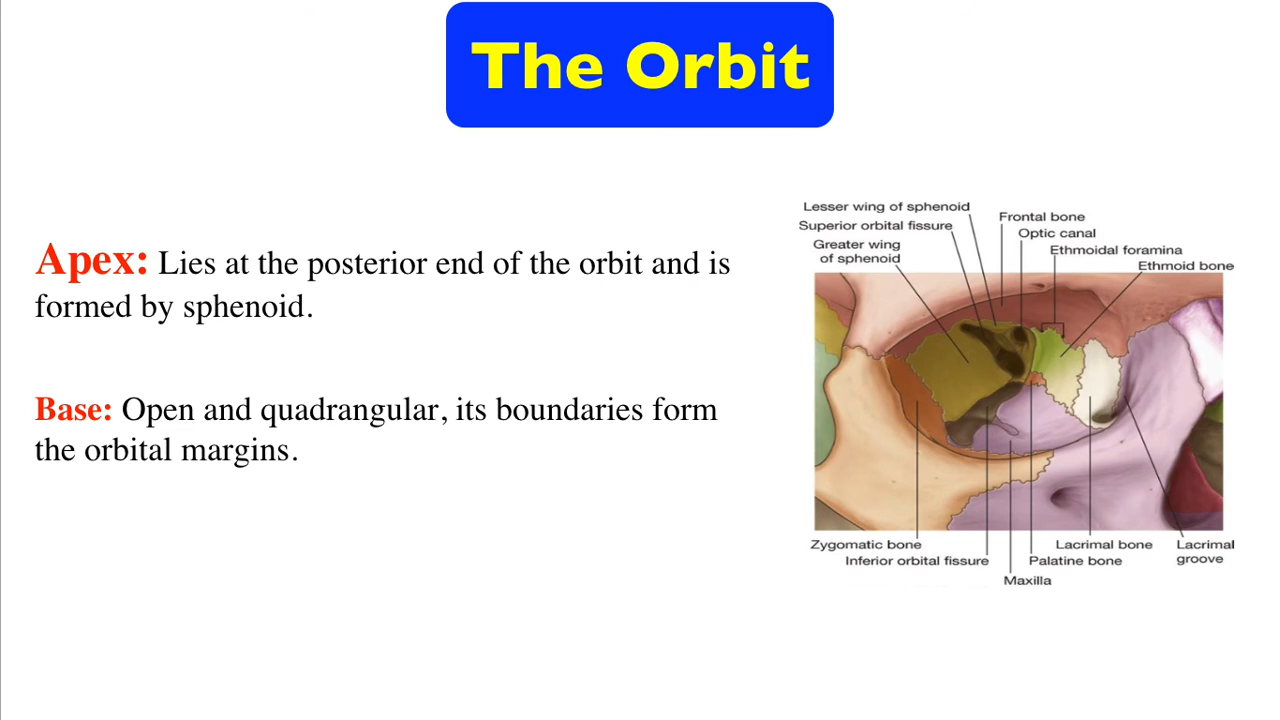 The Orbit
Apex: Lies at the posterior end of the orbit and is
formed by sphenoid.
Base: Open and quadrangular, its boundaries form
the orbital margins.
Lesser wing of sphenoid
Superior orbital fissure
Greater wing
of sphenoid
Frontal bone
Optic canal
Ethmoidal foramina
Ethmoid bone
Zygomatic bone
Inferior orbital fissure
Maxilla
Palatine bone
Lacrimal bone
Lacrimal
groove